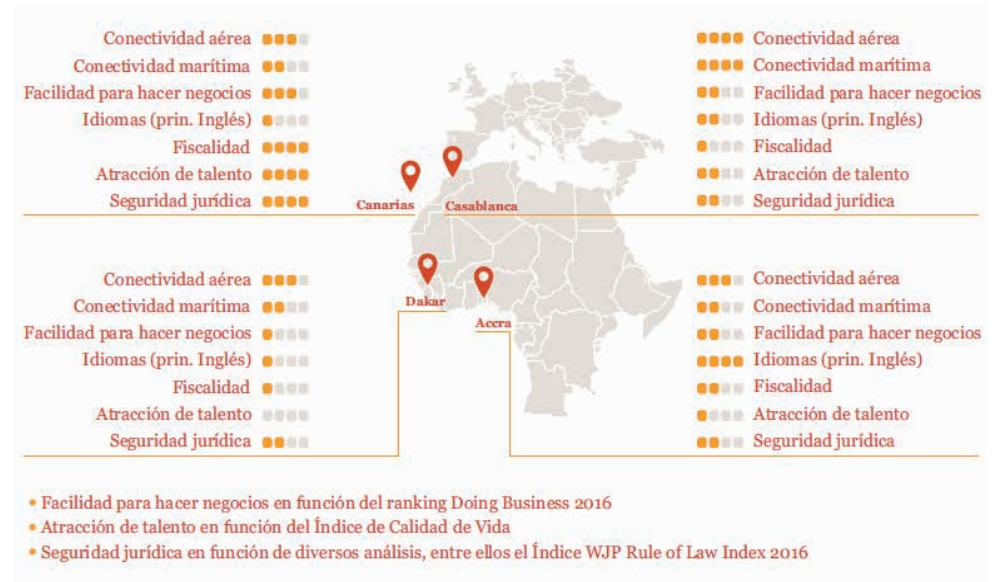 Conectividad aérea
Conectividad marítima
Facilidad para hacer negocios
Idiomas (prin. Inglés)
Fiscalidad
Atracción de talento
Seguridad jurídica
Conectividad aérea
Conectividad marítima
Facilidad para hacer negocios
Idiomas (prin. Inglés)
Fiscalidad
Atracción de talento
Seguridad jurídica
Canarias
Casablanca
Dakar
Accra
Conectividad aérea
Conectividad marítima
Facilidad para hacer negocios
Idiomas (prin. Inglés)
Fiscalidad
Atracción de talento
Seguridad jurídica
Conectividad aérea
Conectividad marítima
Facilidad para hacer negocios
Idiomas (prin. Inglés)
Fiscalidad
Atracción de talento
Seguridad jurídica
• Facilidad para hacer negocios en función del ranking Doing Business 2016
• Atracción de talento en función del Índice de Calidad de Vida
• Seguridad jurídica en función de diversos análisis, entre ellos el Índice WJP Rule of Law Index 2016